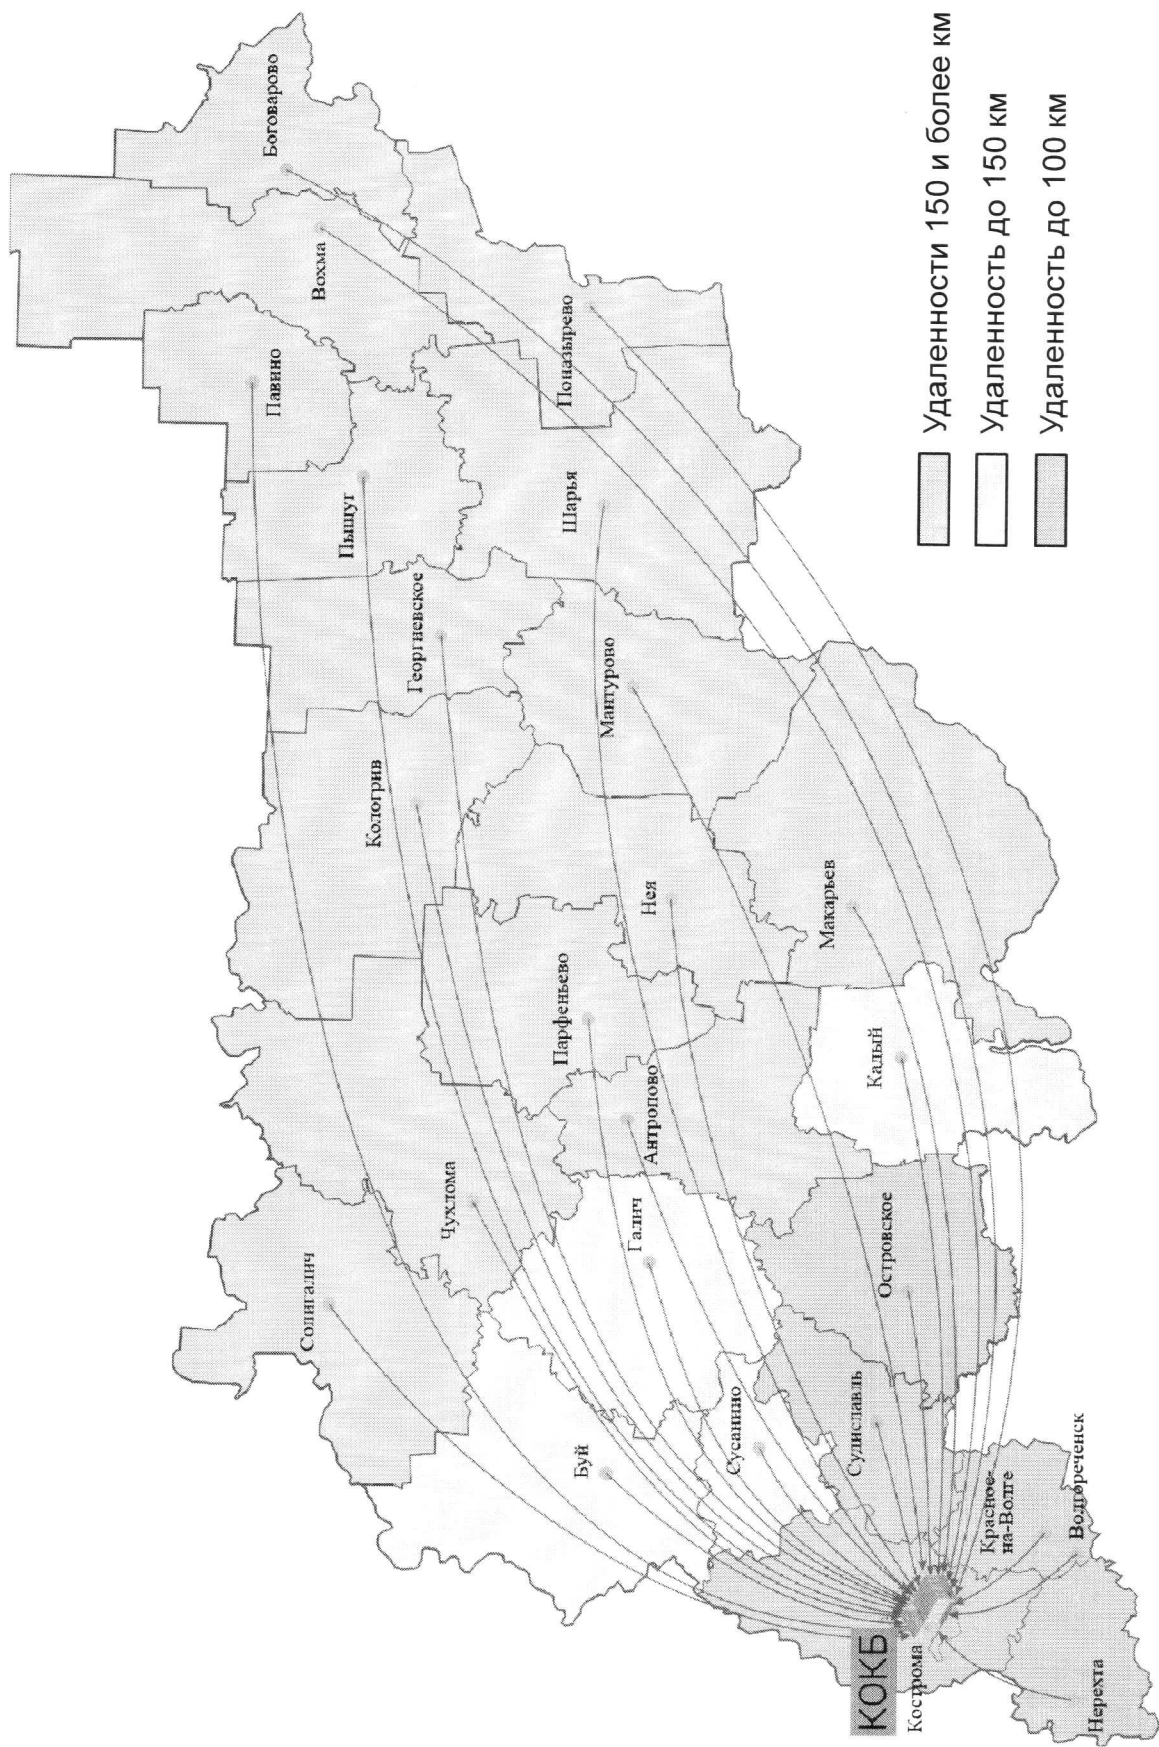 Боговарово
Павино
Солигалич
Вохма
Пыщуг
Кологрив
Георгиевское
Чухлома
Парфеньево
Шарья
Поназырево
Буй
Мантурово
Галич
Антропово
Нея
Сусанино
Макарьев
Судиславль
КОКБ
Кострома
Островское
Кадый
Красное-
на-Волге
Волгореченск
Нерехта
Удаленности 150 и более км
Удаленность до 150 км
Удаленность до 100 км